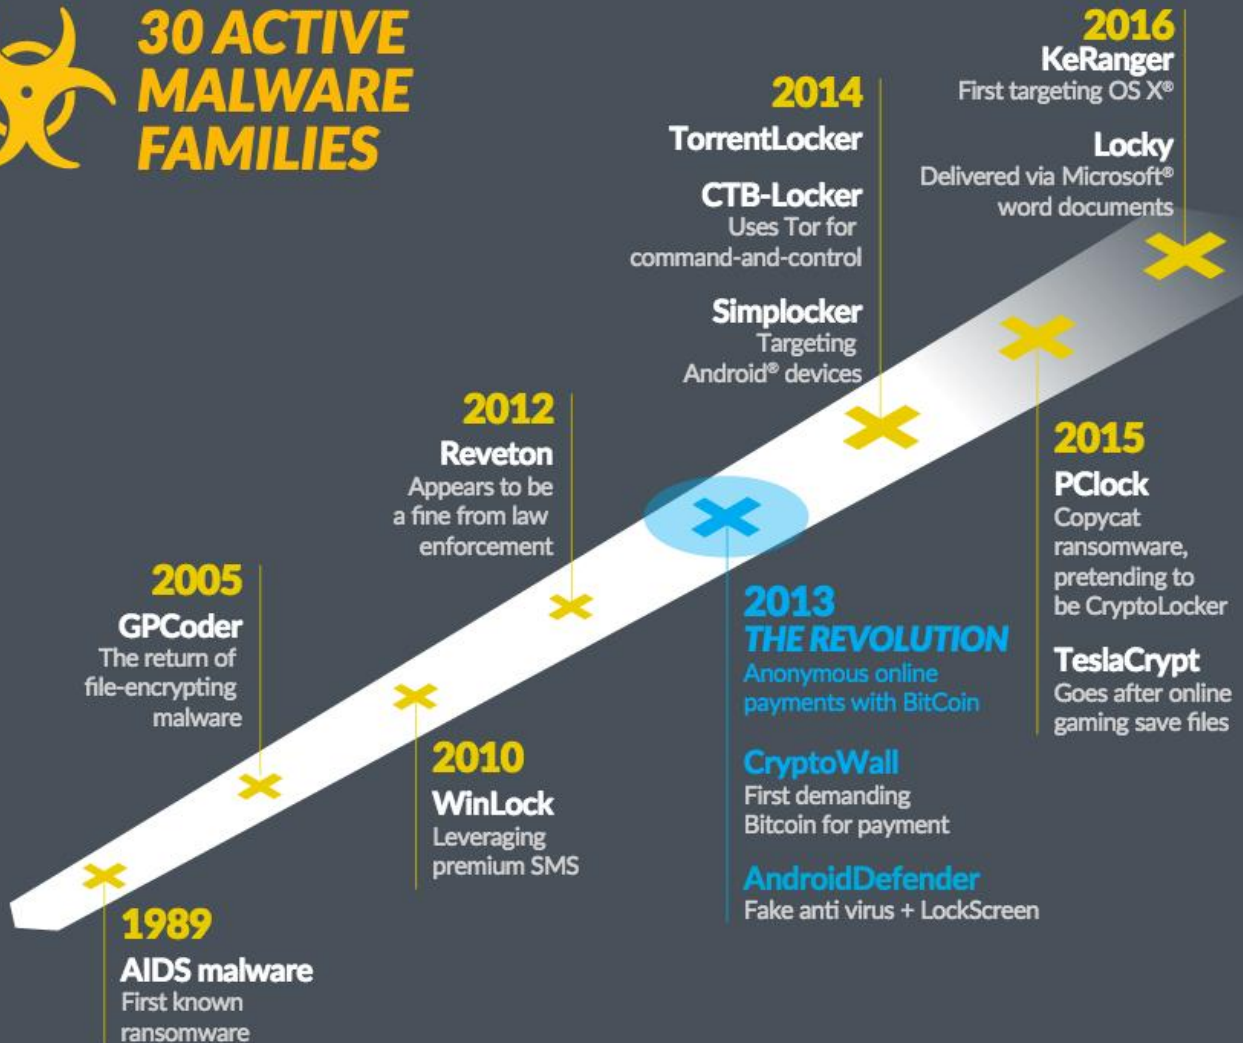 30 ACTIVE
MALWARE
FAMILIES
1989
AIDS malware
First known
ransomware
2005
GPCoder
The return of
file-encrypting
malware
2010
WinLock
Leveraging
premium SMS
2012
Reveton
Appears to be
a fine from law
enforcement
2013
THE REVOLUTION
Anonymous online
payments with BitCoin
CryptoWall
First demanding
Bitcoin for payment
AndroidDefender
Fake anti virus + LockScreen
2014
TorrentLocker
CTB-Locker
Uses Tor for
command-and-control
Simplocker
Targeting
Android® devices
2015
PClock
Copycat
ransomware,
pretending to
be CryptoLocker
TeslaCrypt
Goes after online
gaming save files
2016
KeRanger
First targeting OS X®
Locky
Delivered via Microsoft®
word documents